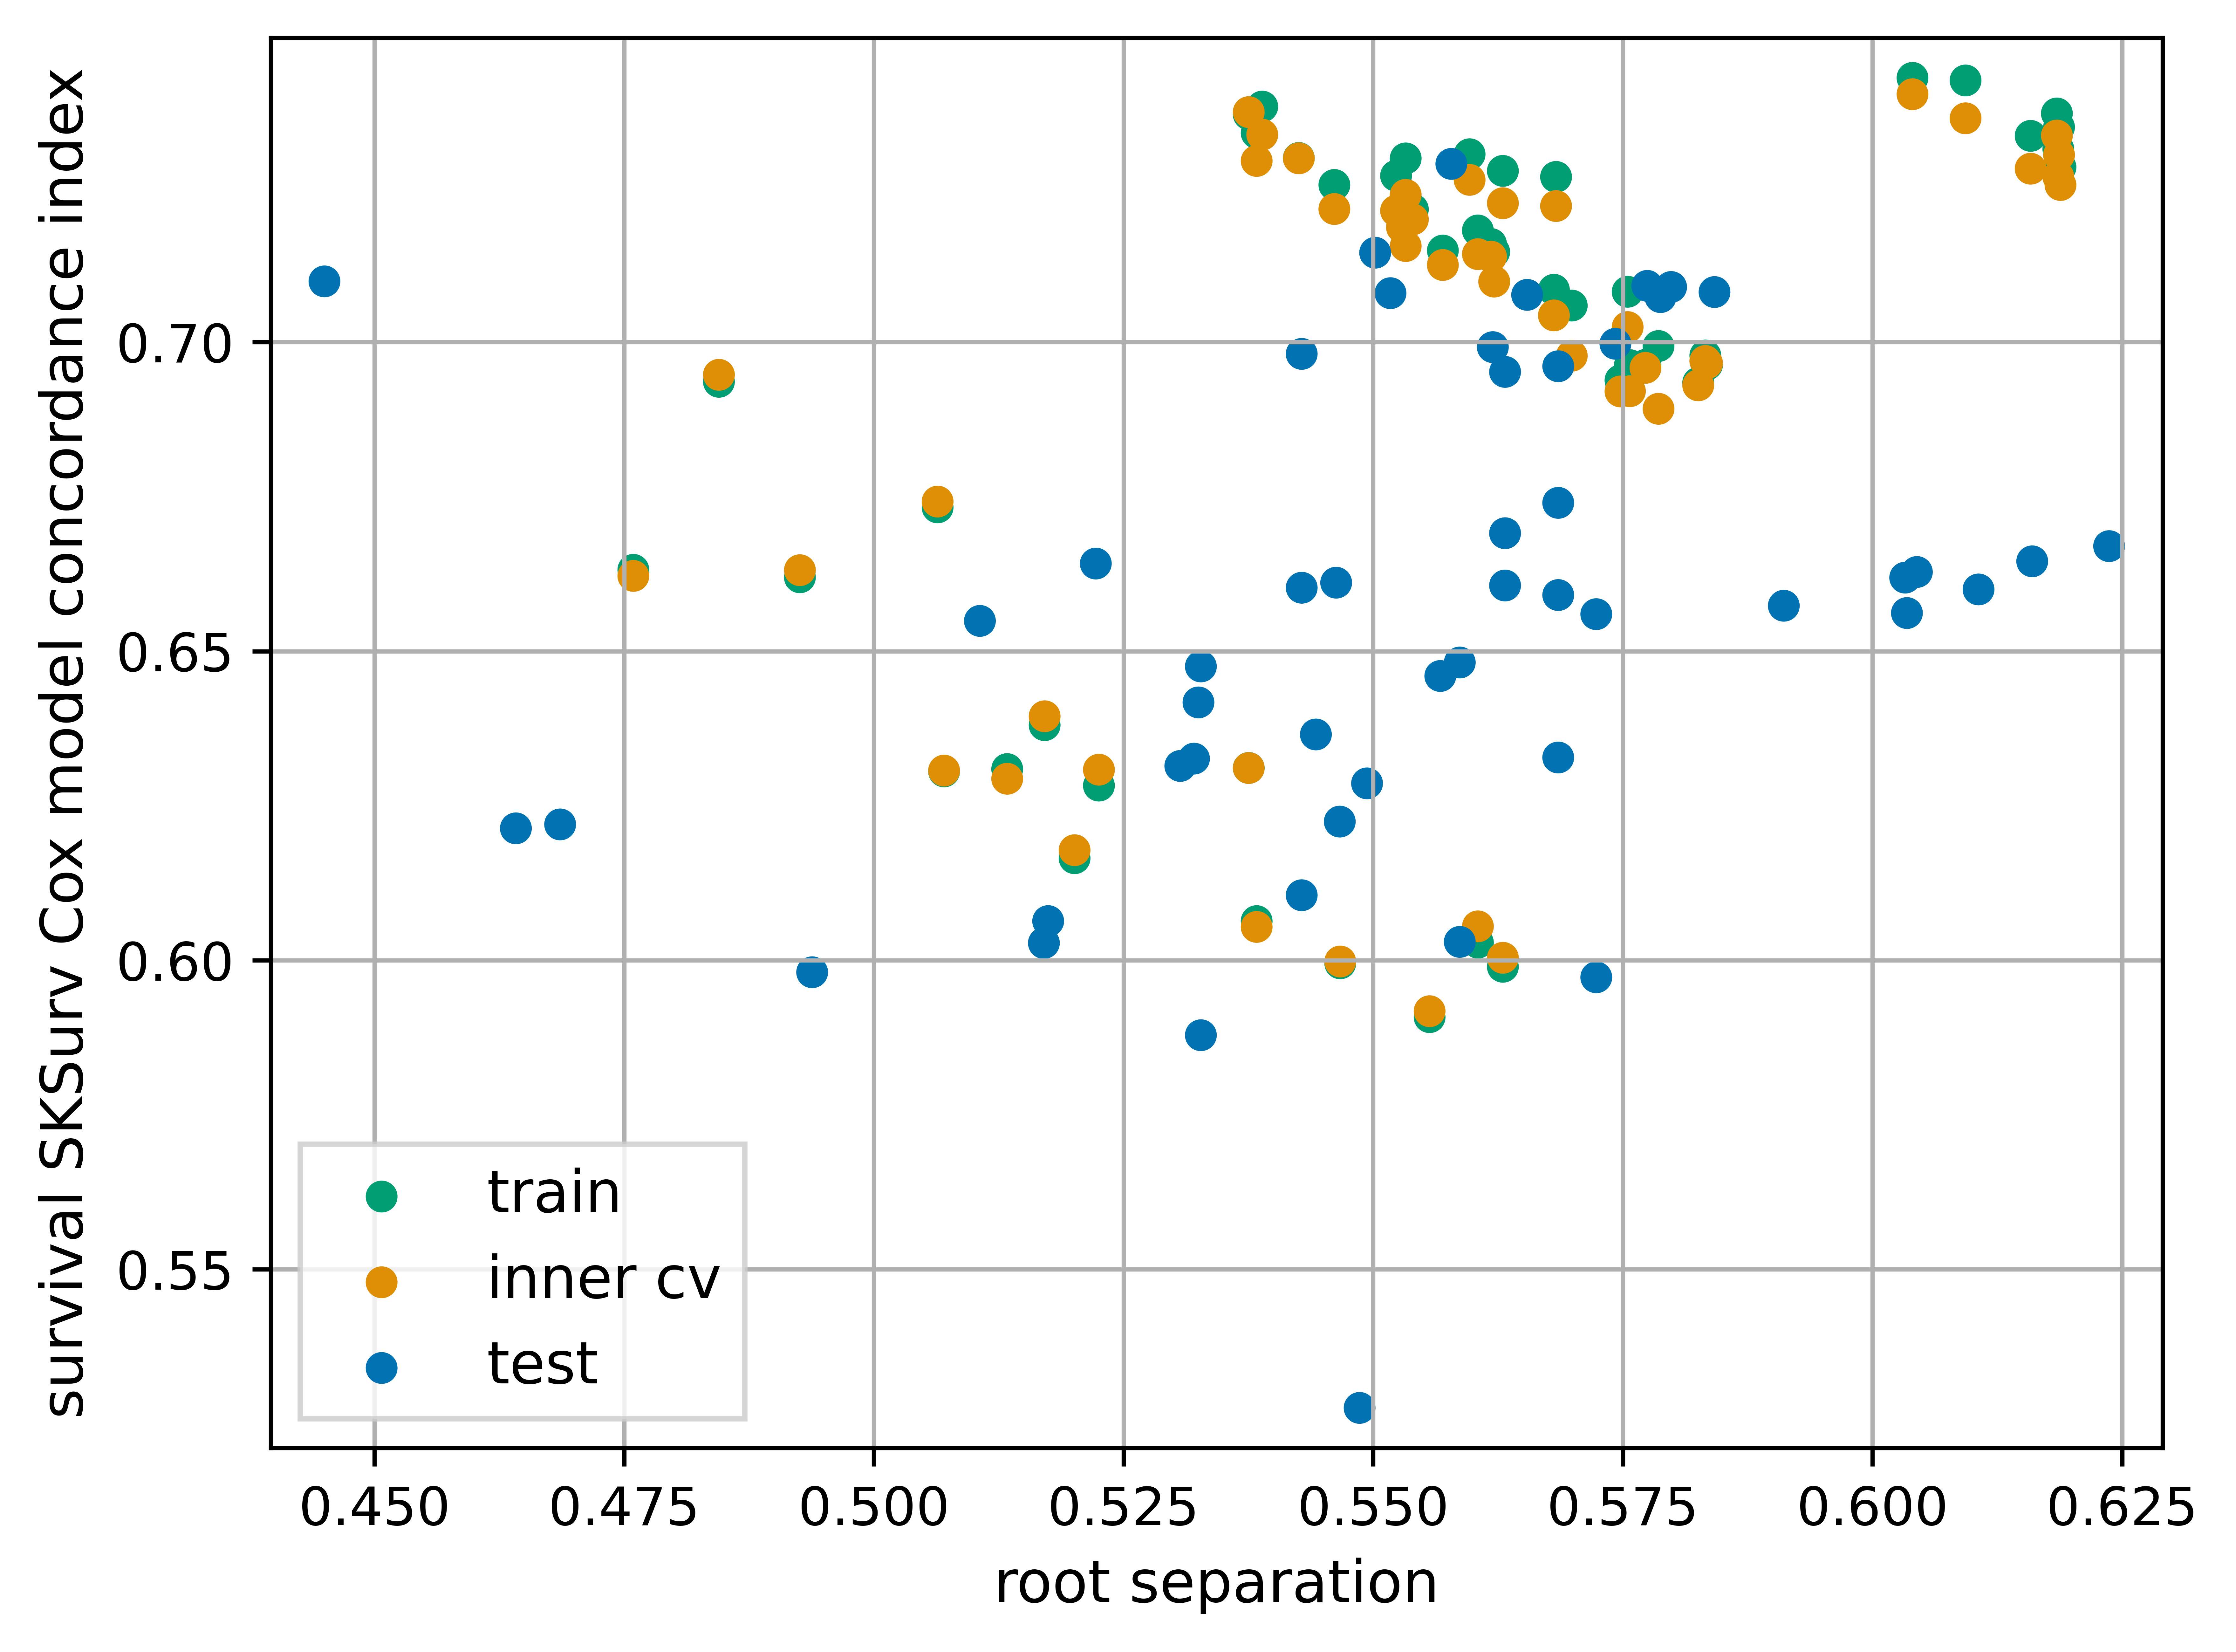 survival SKSurv Cox model concordance index
0.70
0.65
0.60
0.55
train
inner cv
test
0.450 0.475 0.500 0.525 0.550 0.575 0.600 0.625
root separation